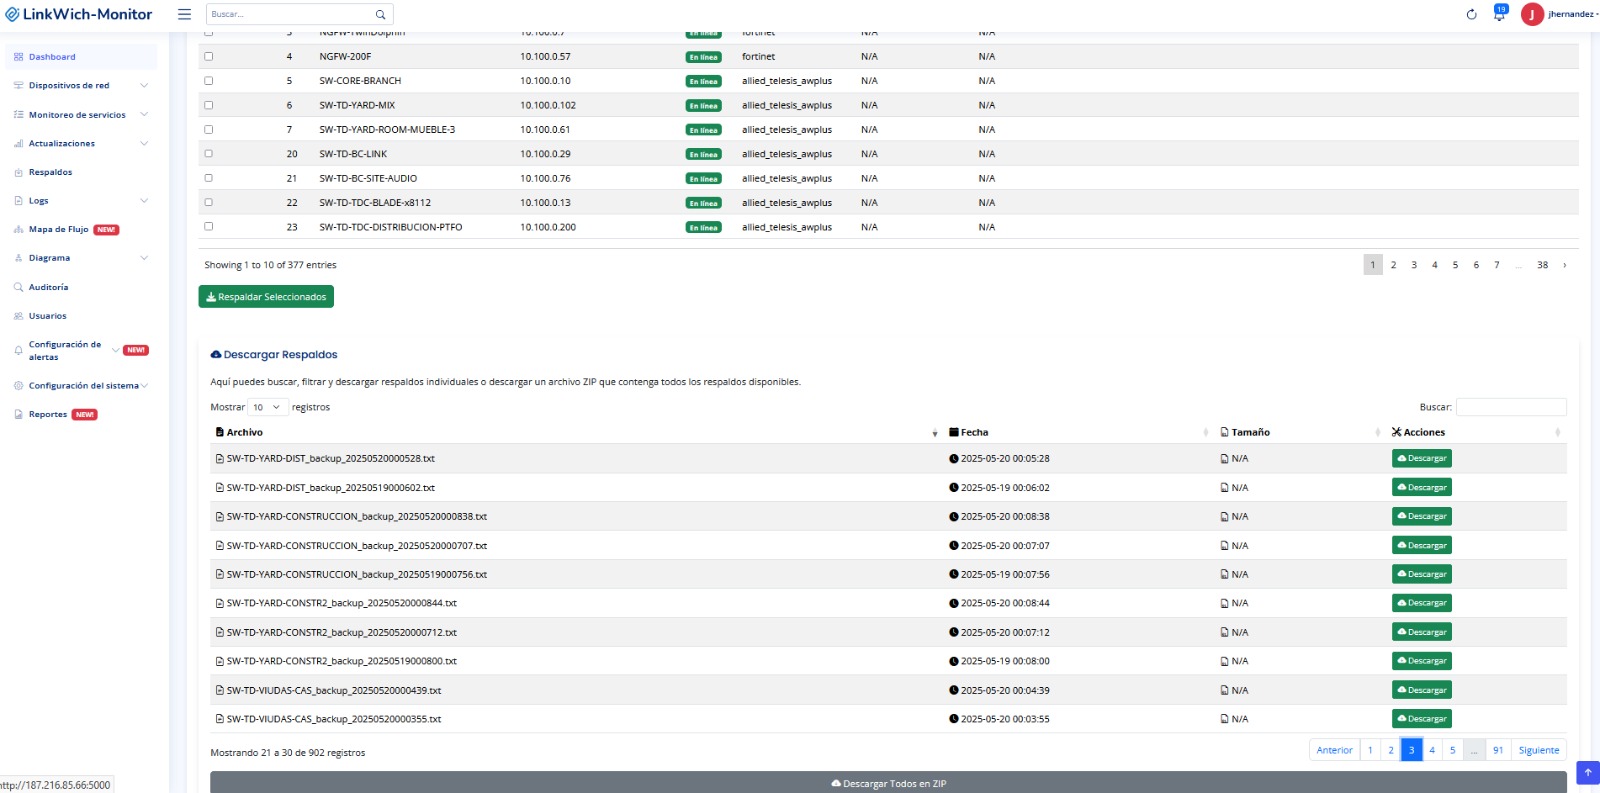 LinkWich-Monitor
Buscar...
19
J
jhernandez
Dashboard
Dispositivos de red
Monitoreo de servicios
Actualizaciones
Respaldos
Logs
Mapa de Flujo NEW!
Diagrama
Auditoría
Usuarios
Configuración de alertas NEW!
Configuración del sistema
Reportes NEW!
3 NGFW-TwinDolphin 10.100.0.7 En línea fortinet N/A N/A
4 NGFW-200F 10.100.0.57 En línea fortinet N/A N/A
5 SW-CORE-BRANCH 10.100.0.10 En línea allied_telesis_awplus N/A N/A
6 SW-TD-YARD-MIX 10.100.0.102 En línea allied_telesis_awplus N/A N/A
7 SW-TD-YARD-ROOM-MUEBLE-3 10.100.0.61 En línea allied_telesis_awplus N/A N/A
20 SW-TD-BC-LINK 10.100.0.29 En línea allied_telesis_awplus N/A N/A
21 SW-TD-BC-SITE-AUDIO 10.100.0.76 En línea allied_telesis_awplus N/A N/A
22 SW-TD-TDC-BLADE-x8112 10.100.0.13 En línea allied_telesis_awplus N/A N/A
23 SW-TD-TDC-DISTRIBUCION-PTFO 10.100.0.200 En línea allied_telesis_awplus N/A N/A
Showing 1 to 10 of 377 entries
1 2 3 4 5 6 7 ... 38 ›
Respaldar Seleccionados
Descargar Respaldos
Aquí puedes buscar, filtrar y descargar respaldos individuales o descargar un archivo ZIP que contenga todos los respaldos disponibles.
Mostrar 10 registros
Buscar:
Archivo Fecha Tamaño Acciones
SW-TD-YARD-DIST_backup_20250520000528.txt 2025-05-20 00:05:28 N/A Descargar
SW-TD-YARD-DIST_backup_20250519000602.txt 2025-05-19 00:06:02 N/A Descargar
SW-TD-YARD-CONSTRUCCION_backup_20250520000838.txt 2025-05-20 00:08:38 N/A Descargar
SW-TD-YARD-CONSTRUCCION_backup_20250520000707.txt 2025-05-20 00:07:07 N/A Descargar
SW-TD-YARD-CONSTRUCCION_backup_20250519000756.txt 2025-05-19 00:07:56 N/A Descargar
SW-TD-YARD-CONSTR2_backup_20250520000844.txt 2025-05-20 00:08:44 N/A Descargar
SW-TD-YARD-CONSTR2_backup_20250520000712.txt 2025-05-20 00:07:12 N/A Descargar
SW-TD-YARD-CONSTR2_backup_20250519000800.txt 2025-05-19 00:08:00 N/A Descargar
SW-TD-VIUDAS-CAS_backup_20250520000439.txt 2025-05-20 00:04:39 N/A Descargar
SW-TD-VIUDAS-CAS_backup_20250520000355.txt 2025-05-20 00:03:55 N/A Descargar
Mostrando 21 a 30 de 902 registros
Anterior 1 2 3 4 5 ... 91 Siguiente
Descargar Todos en ZIP
http://187.216.85.66:5000